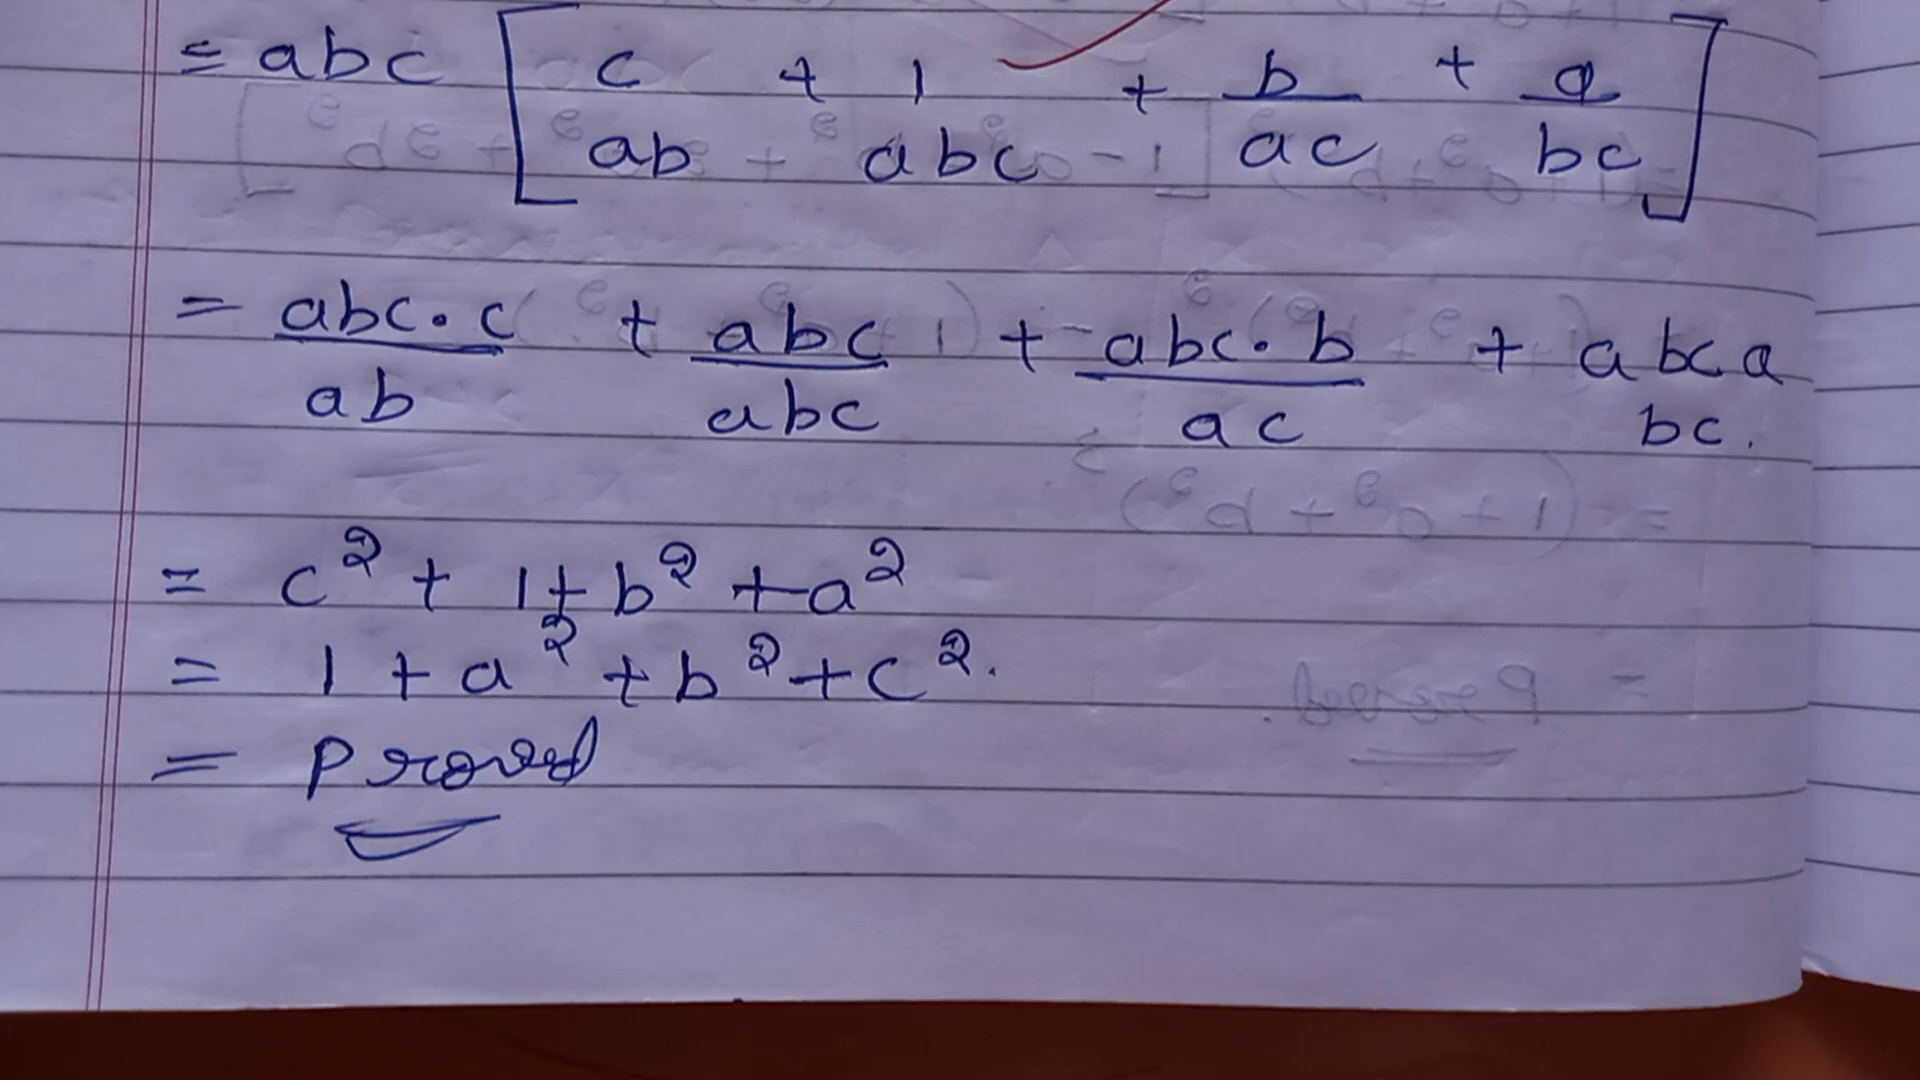 = abc [ c/ab + 1/abc + b/ac + a/bc ]
= abc·c/ab + abc/abc + abc·b/ac + abca/bc.
= c² + 1 + b² + a²
= 1 + a² + b² + c².
= proved